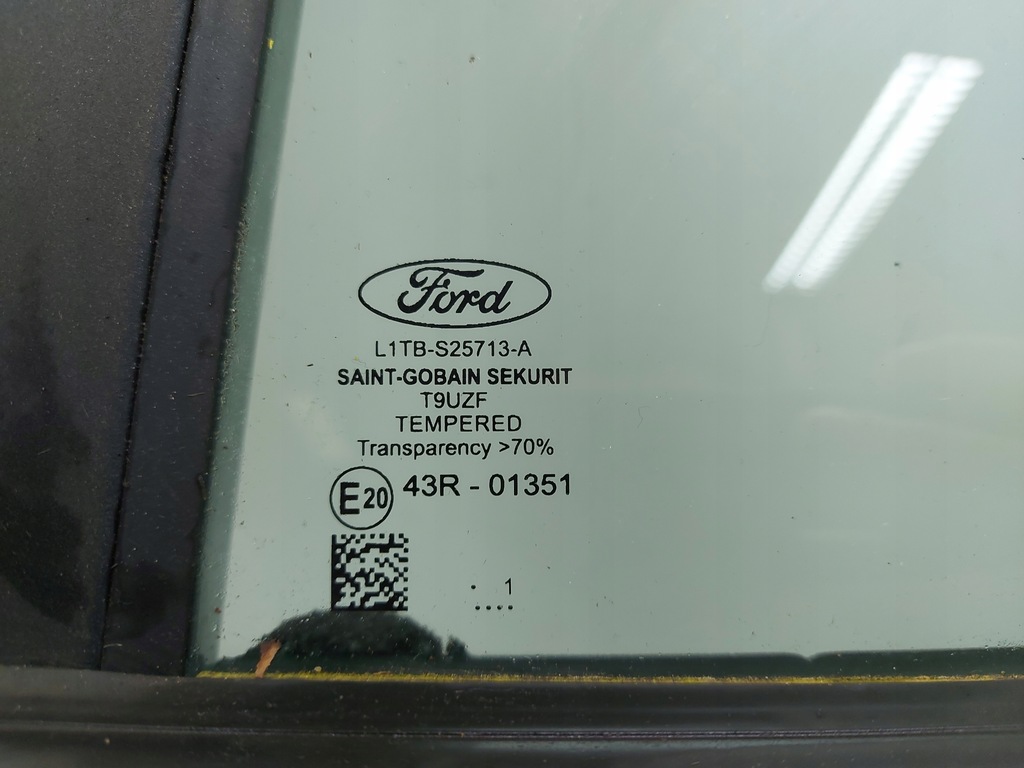 Ford
L1TB-S25713-A
SAINT-GOBAIN SEKURIT
T9UZF
TEMPERED
Transparency >70%
E20 43R - 01351
. 1
....